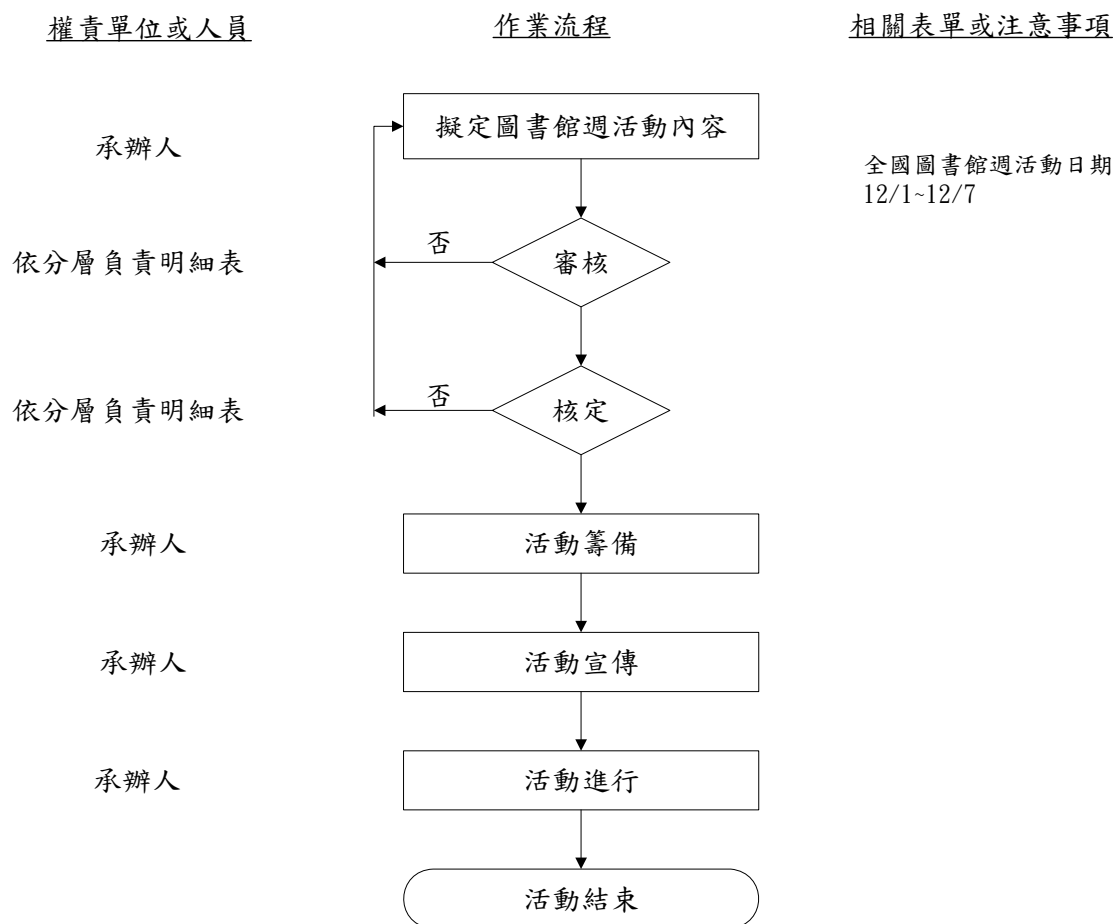 權責單位或人員
作業流程
相關表單或注意事項
擬定圖書館週活動內容
承辦人
全國圖書館週活動日期
12/1~12/7
否
依分層負責明細表
審核
否
依分層負責明細表
核定
承辦人
活動籌備
承辦人
活動宣傳
承辦人
活動進行
活動結束